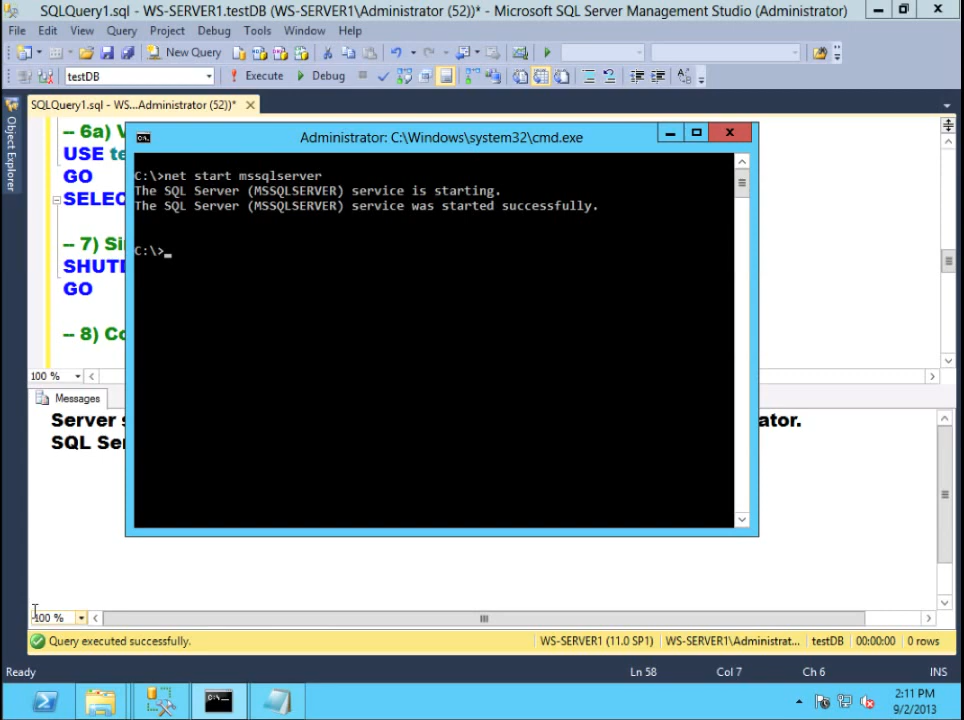 SQLQuery1.sql - WS-SERVER1.testDB (WS-SERVER1\Administrator (52))* - Microsoft SQL Server Management Studio (Administrator)
File Edit View Query Project Debug Tools Window Help
New Query
testDB Execute Debug
SQLQuery1.sql - WS...Administrator (52))*
Object Explorer
-- 6a) V
USE te
GO
SELEC
-- 7) Si
SHUT
GO
-- 8) Co
Administrator: C:\Windows\system32\cmd.exe
C:\>net start mssqlserver
The SQL Server (MSSQLSERVER) service is starting.
The SQL Server (MSSQLSERVER) service was started successfully.
C:\>_
100 %
Messages
Server s ator.
SQL Se
100 %
Query executed successfully. WS-SERVER1 (11.0 SP1) WS-SERVER1\Administrat... testDB 00:00:00 0 rows
Ready Ln 58 Col 7 Ch 6 INS
2:11 PM
9/2/2013